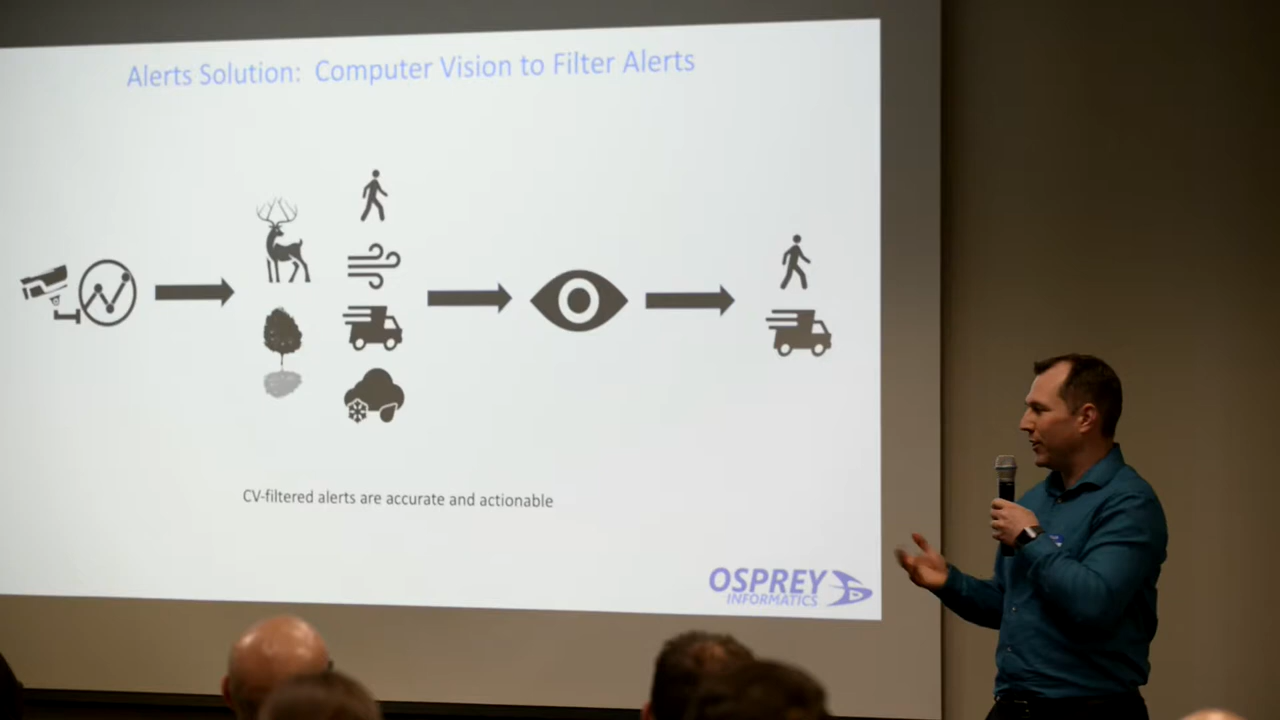 Alerts Solution: Computer Vision to Filter Alerts
CV-filtered alerts are accurate and actionable
OSPREY
INFORMATICS